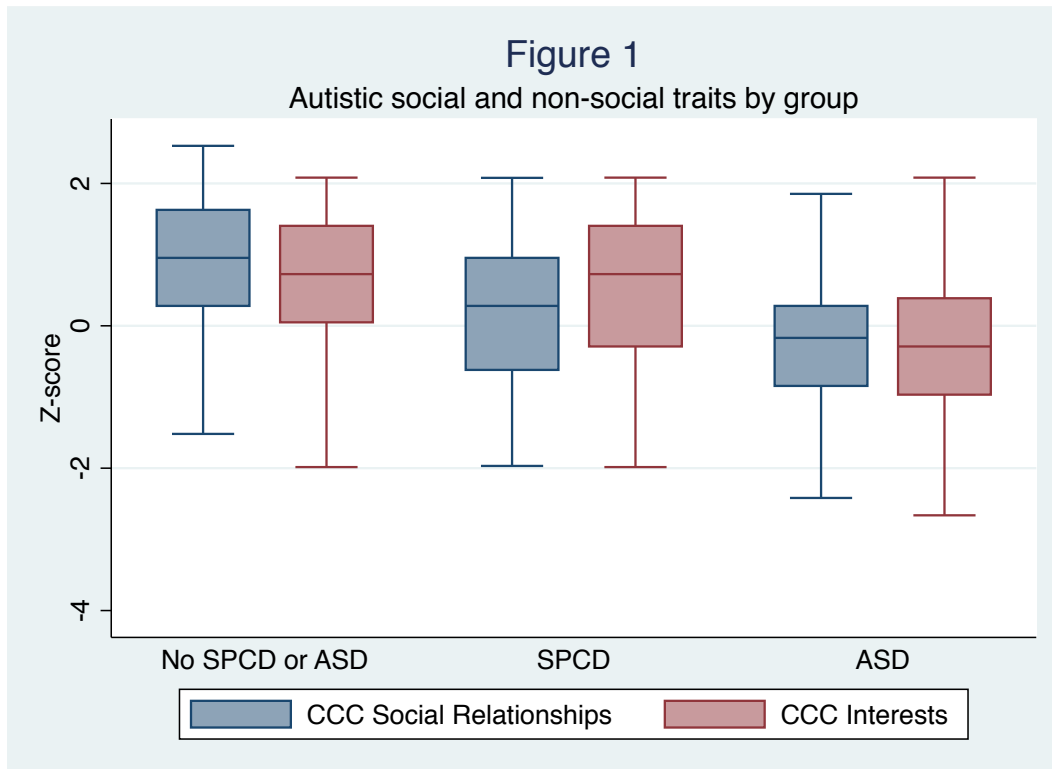 Figure 1
Autistic social and non-social traits by group
Z-score
2
0
-2
-4
No SPCD or ASD SPCD ASD
CCC Social Relationships CCC Interests